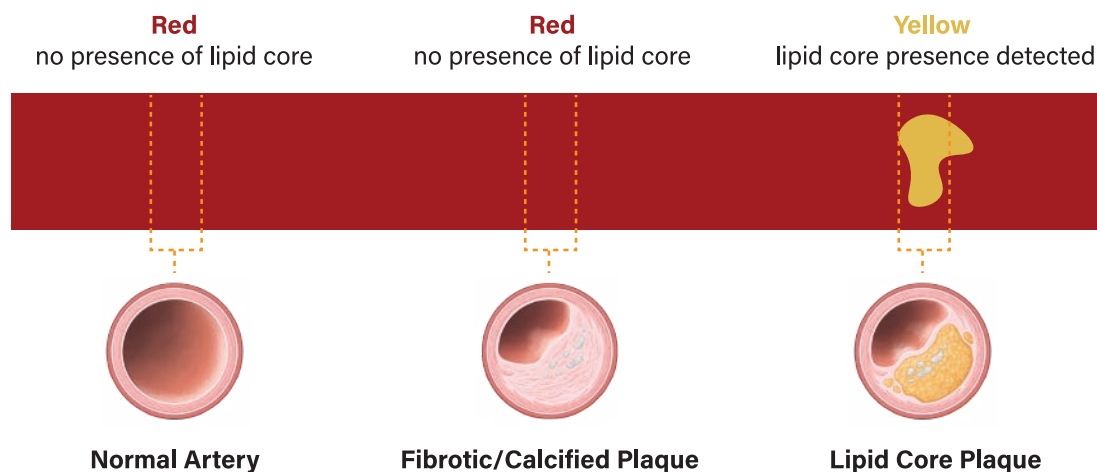 Red
no presence of lipid core
Red
no presence of lipid core
Yellow
lipid core presence detected
Normal Artery
Fibrotic/Calcified Plaque
Lipid Core Plaque